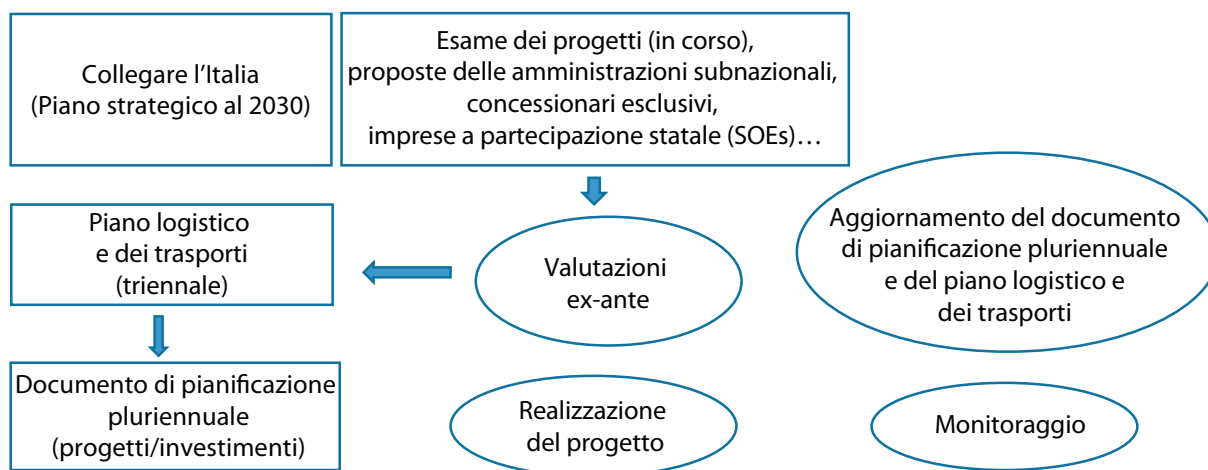 Collegare l’Italia
(Piano strategico al 2030)
Esame dei progetti (in corso),
proposte delle amministrazioni subnazionali,
concessionari esclusivi,
imprese a partecipazione statale (SOEs)…
Piano logistico
e dei trasporti
(triennale)
Valutazioni
ex-ante
Aggiornamento del documento
di pianificazione pluriennale
e del piano logistico e
dei trasporti
Documento di pianificazione
pluriennale
(progetti/investimenti)
Realizzazione
del progetto
Monitoraggio